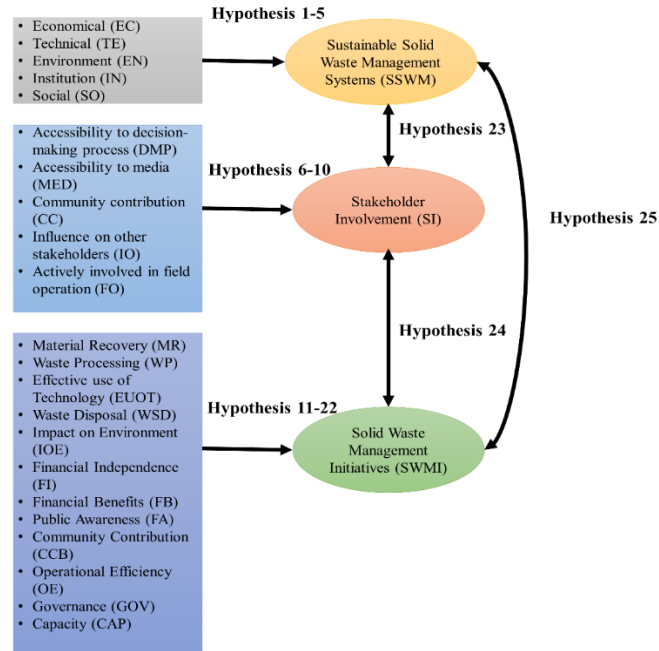 Hypothesis 1-5
• Economical (EC)
• Technical (TE)
• Environment (EN)
• Institution (IN)
• Social (SO)
Sustainable Solid
Waste Management
Systems (SSWM)
Hypothesis 23
• Accessibility to decision-
making process (DMP)
• Accessibility to media
(MED)
• Community contribution
(CC)
• Influence on other
stakeholders (IO)
• Actively involved in field
operation (FO)
Hypothesis 6-10
Stakeholder
Involvement (SI)
Hypothesis 25
Hypothesis 24
• Material Recovery (MR)
• Waste Processing (WP)
• Effective use of
Technology (EUOT)
• Waste Disposal (WSD)
• Impact on Environment
(IOE)
• Financial Independence
(FI)
• Financial Benefits (FB)
• Public Awareness (FA)
• Community Contribution
(CCB)
• Operational Efficiency
(OE)
• Governance (GOV)
• Capacity (CAP)
Hypothesis 11-22
Solid Waste
Management
Initiatives (SWMI)